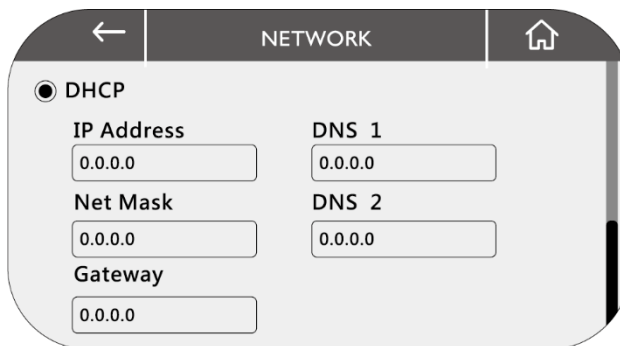 NETWORK
DHCP
IP Address
0.0.0.0
DNS 1
0.0.0.0
Net Mask
0.0.0.0
DNS 2
0.0.0.0
Gateway
0.0.0.0